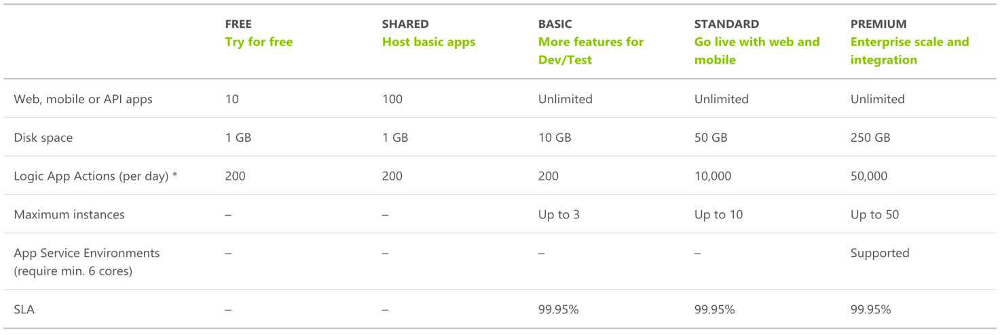 FREE SHARED BASIC STANDARD PREMIUM
Try for free Host basic apps More features for Go live with web and Enterprise scale and
Dev/Test mobile integration
Web, mobile or API apps 10 100 Unlimited Unlimited Unlimited
Disk space 1 GB 1 GB 10 GB 50 GB 250 GB
Logic App Actions (per day) * 200 200 200 10,000 50,000
Maximum instances – – Up to 3 Up to 10 Up to 50
App Service Environments – – – – Supported
(require min. 6 cores)
SLA – – 99.95% 99.95% 99.95%